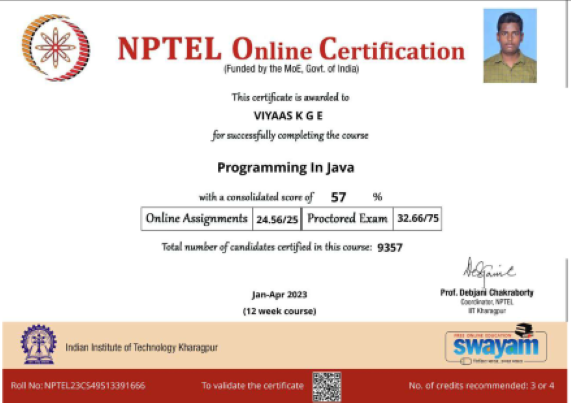 NPTEL Online Certification
(Funded by the MoE, Govt. of India)
This certificate is awarded to
VIYAAS K G E
for successfully completing the course
Programming In Java
with a consolidated score of 57 %
Online Assignments 24.56/25 Proctored Exam 32.66/75
Total number of candidates certified in this course: 9357
Jan-Apr 2023
(12 week course)
Prof. Debjani Chakraborty
Coordinator, NPTEL
IIT Kharagpur
Indian Institute of Technology Kharagpur
FREE ONLINE EDUCATION
swayam
Roll No: NPTEL23CS49513391666
To validate the certificate
No. of credits recommended: 3 or 4